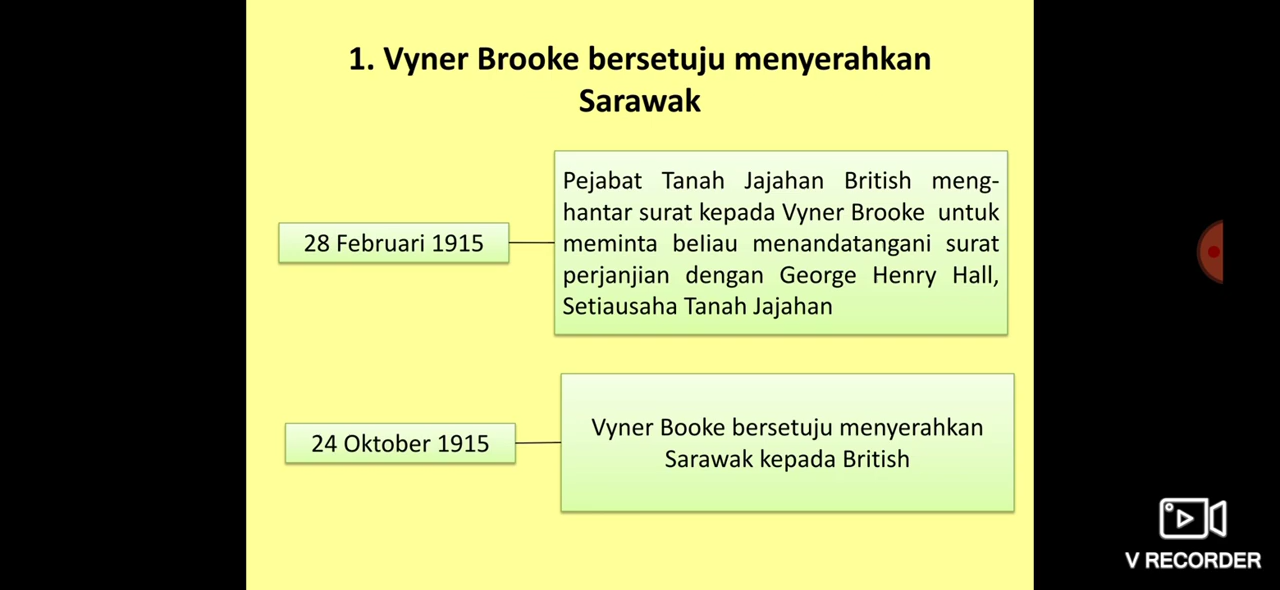 1. Vyner Brooke bersetuju menyerahkan
Sarawak
28 Februari 1915
Pejabat Tanah Jajahan British meng-
hantar surat kepada Vyner Brooke untuk
meminta beliau menandatangani surat
perjanjian dengan George Henry Hall,
Setiausaha Tanah Jajahan
24 Oktober 1915
Vyner Booke bersetuju menyerahkan
Sarawak kepada British
V RECORDER